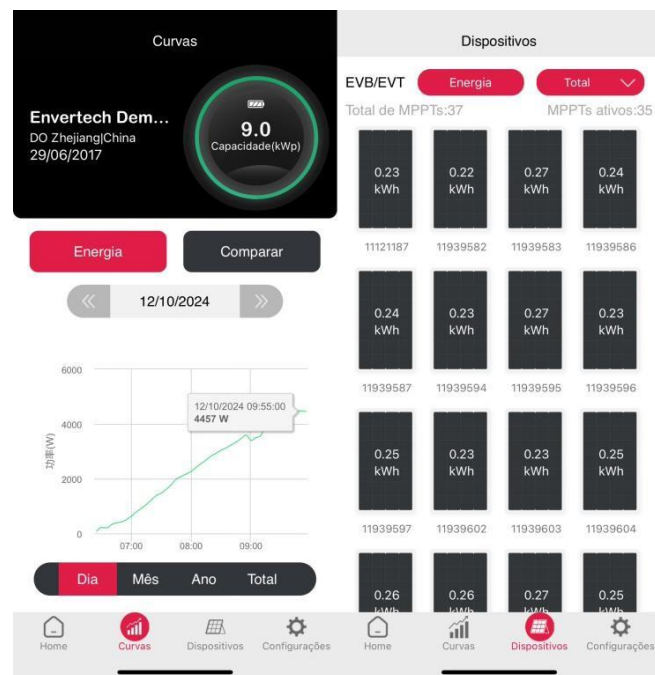 Curvas
Envertech Dem...
DO Zhejiang|China
29/06/2017
9.0
Capacidade(kWp)
Energia
Comparar
12/10/2024
6000
4000
2000
0
功率(W)
12/10/2024 09:55:00
4457 W
07:00 08:00 09:00
Dia Mês Ano Total
Home Curvas Dispositivos Configurações
Dispositivos
EVB/EVT Energia Total
Total de MPPTs:37 MPPTs ativos:35
0.23 0.22 0.27 0.24
kWh kWh kWh kWh
11121187 11939582 11939583 11939586
0.24 0.23 0.27 0.23
kWh kWh kWh kWh
11939587 11939594 11939595 11939596
0.25 0.23 0.23 0.25
kWh kWh kWh kWh
11939597 11939602 11939603 11939604
0.26 0.26 0.27 0.25
kWh kWh kWh kWh
Home Curvas Dispositivos Configurações